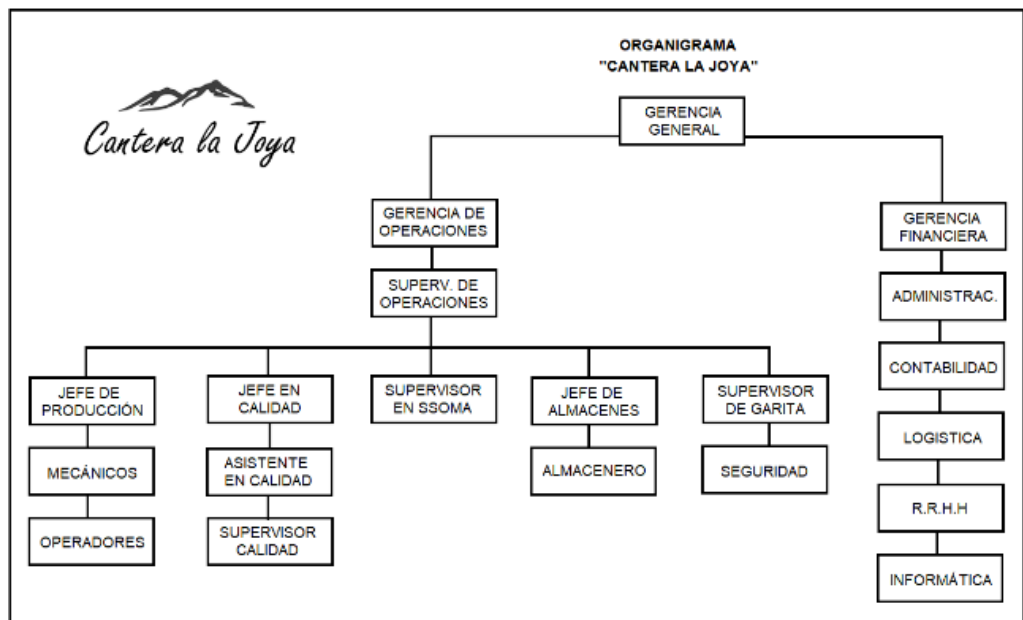 ORGANIGRAMA
"CANTERA LA JOYA"
Cantera la Joya
GERENCIA
GENERAL
GERENCIA DE
OPERACIONES
GERENCIA
FINANCIERA
SUPERV. DE
OPERACIONES
ADMINISTRAC.
CONTABILIDAD
JEFE DE
PRODUCCIÓN
JEFE EN
CALIDAD
SUPERVISOR
EN SSOMA
JEFE DE
ALMACENES
SUPERVISOR
DE GARITA
LOGISTICA
MECÁNICOS
ASISTENTE
EN CALIDAD
ALMACENERO
SEGURIDAD
R.R.H.H
OPERADORES
SUPERVISOR
CALIDAD
INFORMÁTICA